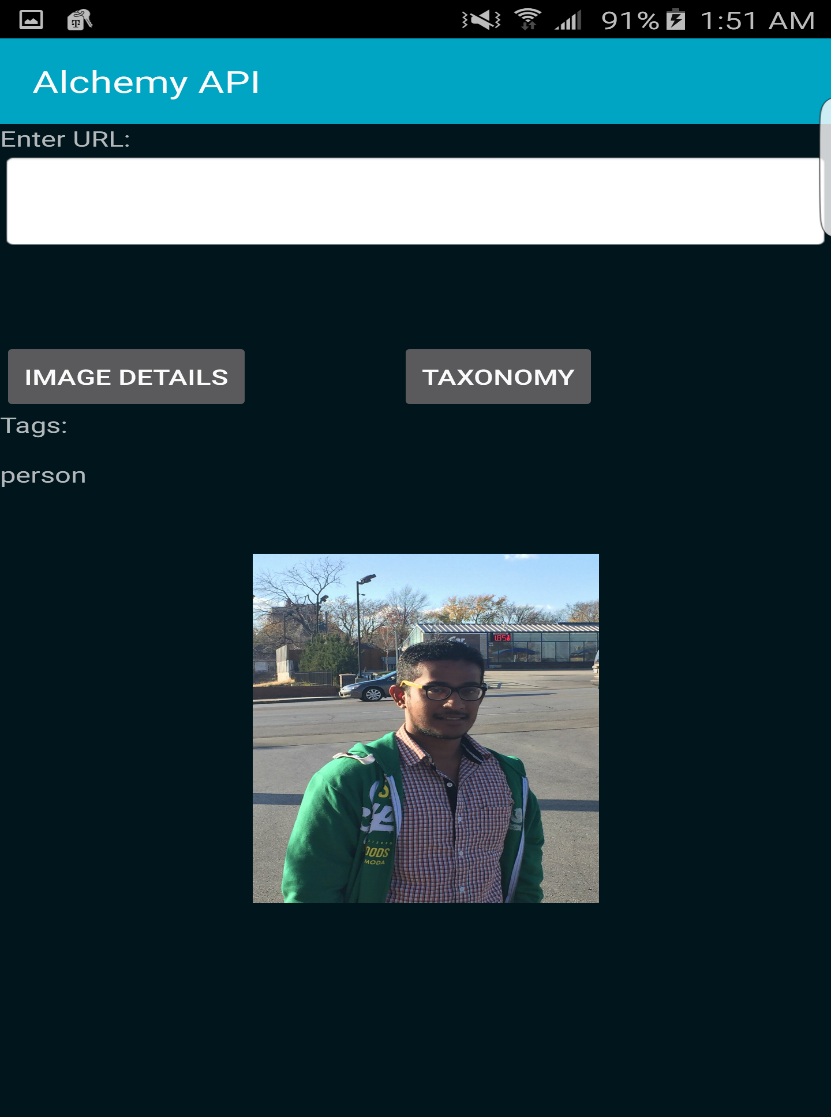 91% 1:51 AM
Alchemy API
Enter URL:
IMAGE DETAILS TAXONOMY
Tags:
person